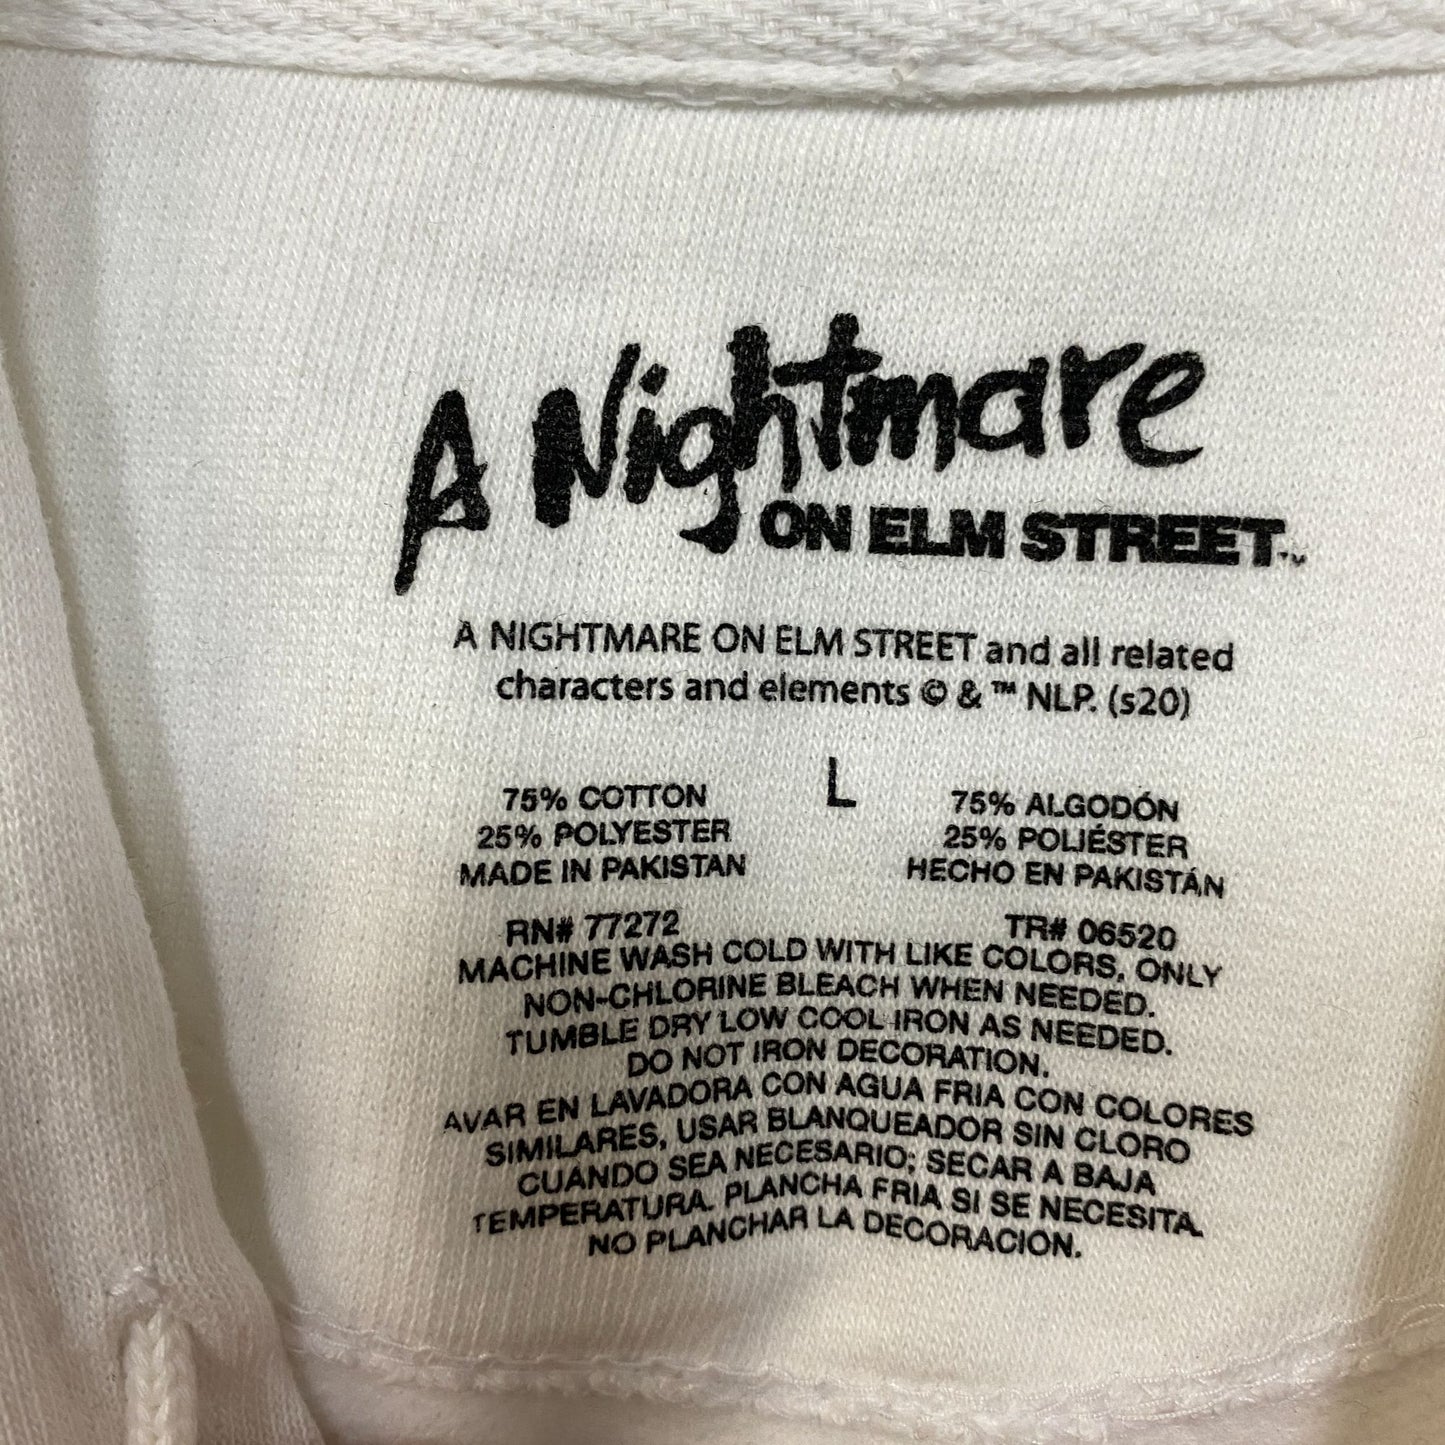 A Nightmare
ON ELM STREET™
A NIGHTMARE ON ELM STREET and all related
characters and elements © & ™ NLP. (s20)
L
75% COTTON
25% POLYESTER
MADE IN PAKISTAN
75% ALGODÓN
25% POLIÉSTER
HECHO EN PAKISTÁN
RN# 77272
TR# 06520
MACHINE WASH COLD WITH LIKE COLORS, ONLY
NON-CHLORINE BLEACH WHEN NEEDED.
TUMBLE DRY LOW COOL IRON AS NEEDED.
DO NOT IRON DECORATION.
AVAR EN LAVADORA CON AGUA FRIA CON COLORES
SIMILARES, USAR BLANQUEADOR SIN CLORO
CUANDO SEA NECESARIO; SECAR A BAJA
TEMPERATURA. PLANCHA FRIA SI SE NECESITA.
NO PLANCHAR LA DECORACION.